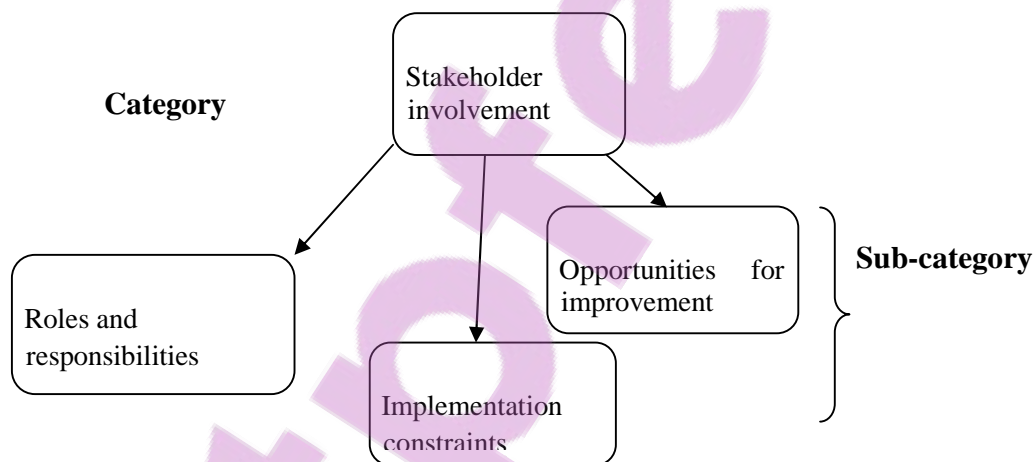 Stakeholder
involvement
Category
Opportunities for
improvement
Sub-category
Roles and
responsibilities
Implementation
constraints